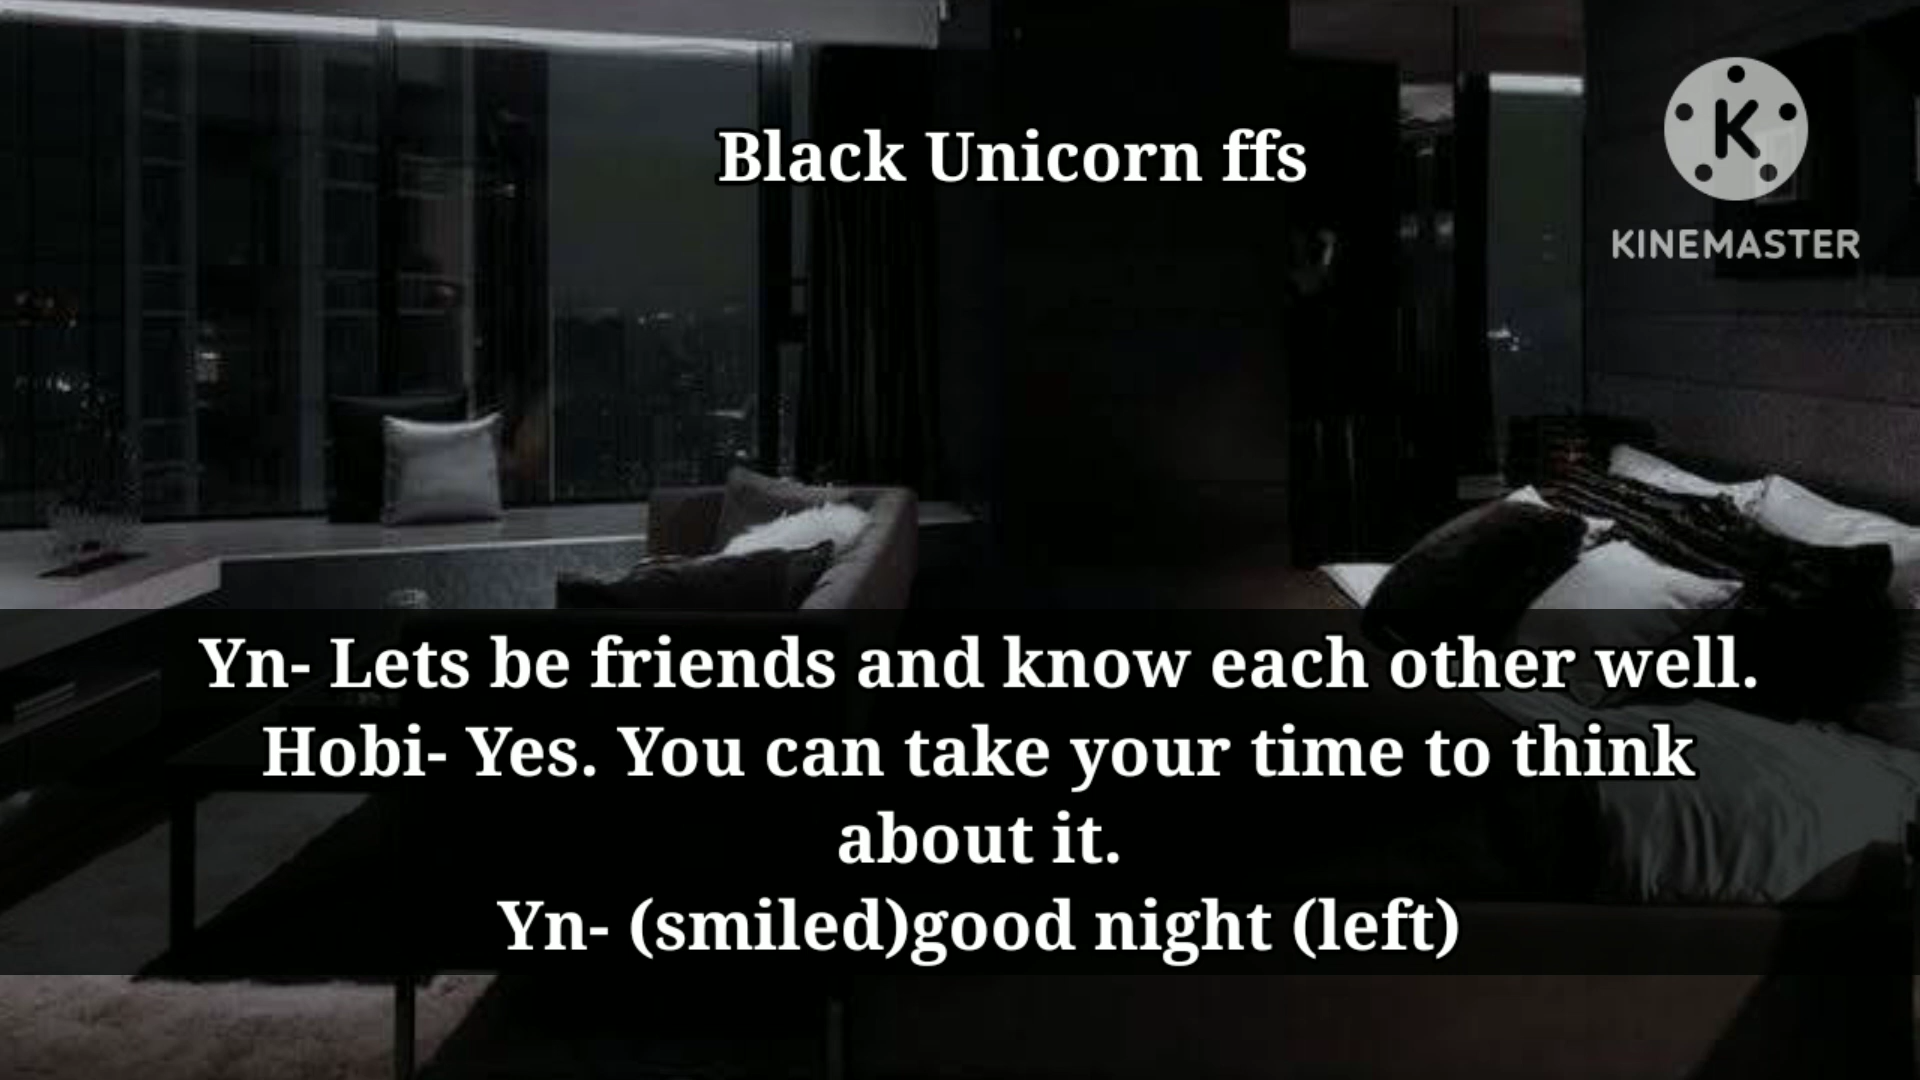 Black Unicorn ffs
K
KINEMASTER
Yn- Lets be friends and know each other well.
Hobi- Yes. You can take your time to think
about it.
Yn- (smiled)good night (left)